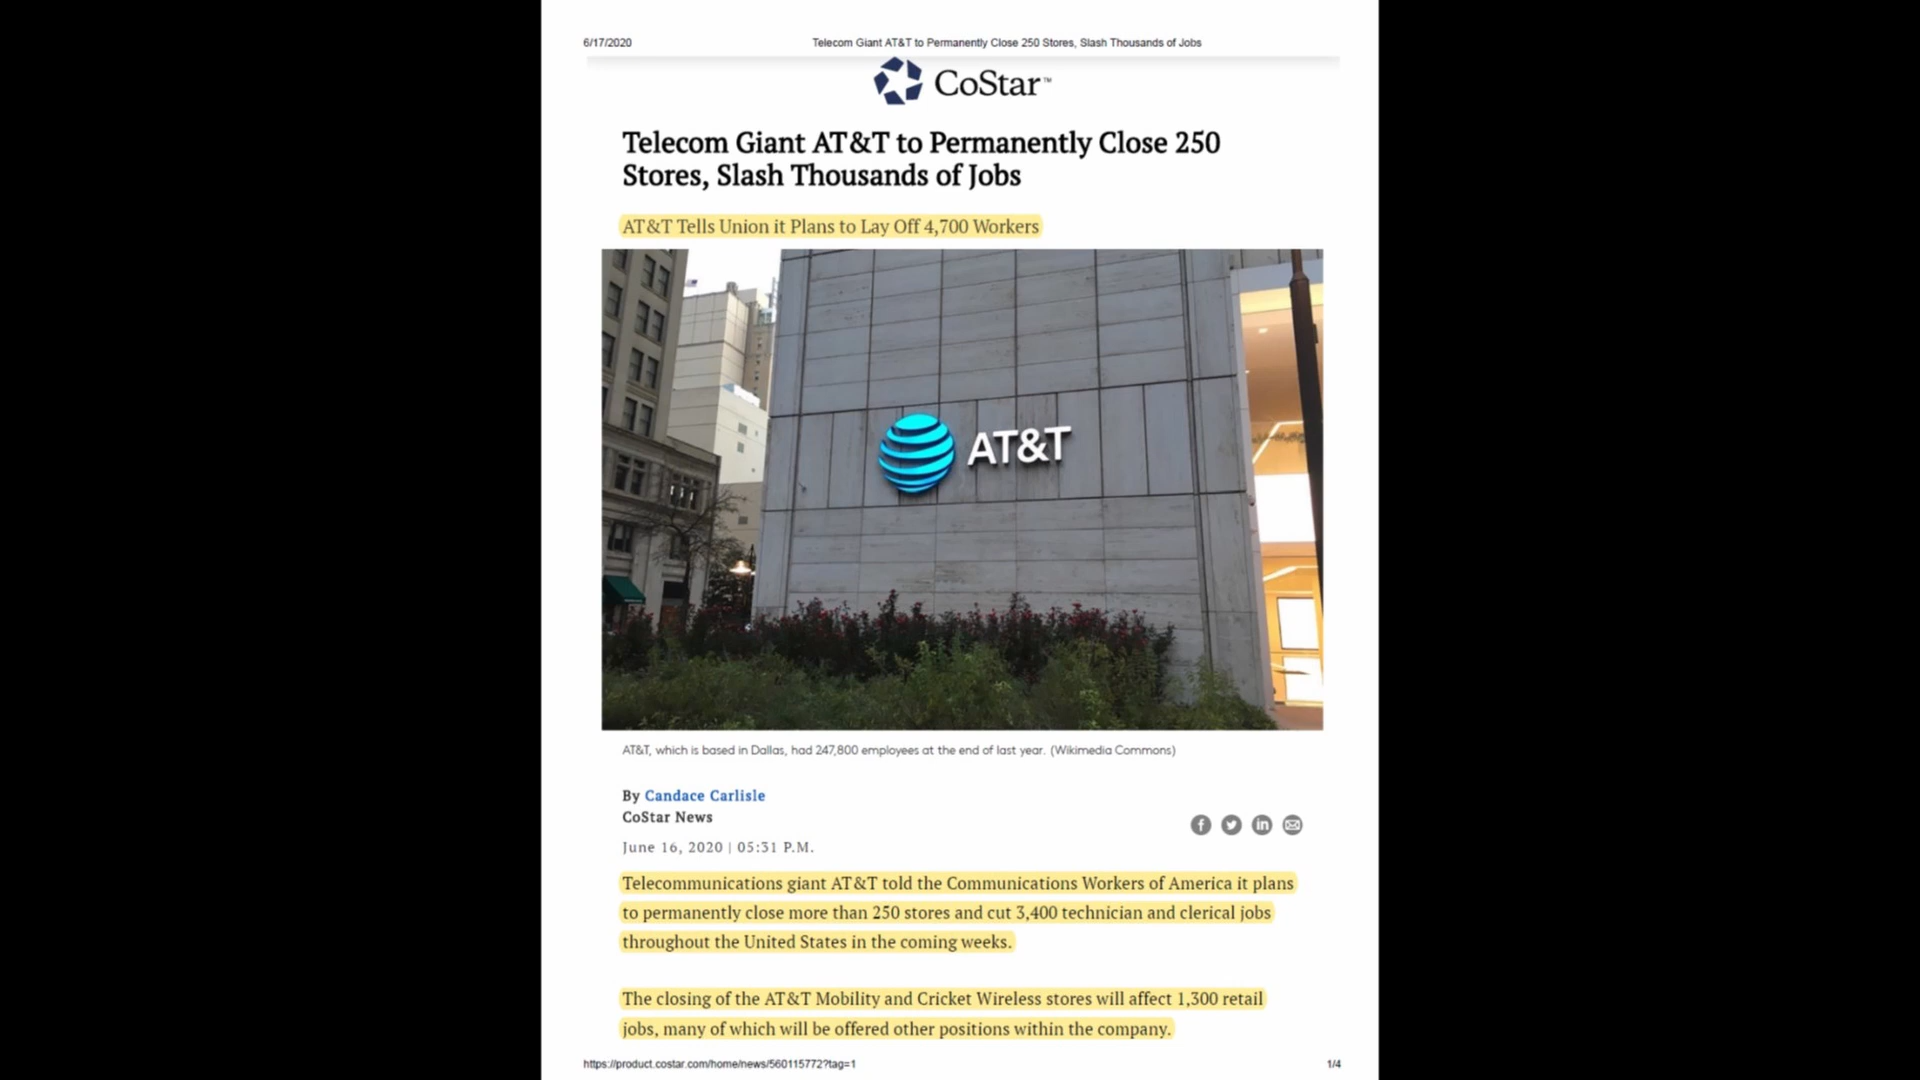 6/17/2020
Telecom Giant AT&T to Permanently Close 250 Stores, Slash Thousands of Jobs
CoStar™
Telecom Giant AT&T to Permanently Close 250
Stores, Slash Thousands of Jobs
AT&T Tells Union it Plans to Lay Off 4,700 Workers
AT&T
AT&T, which is based in Dallas, had 247,800 employees at the end of last year. (Wikimedia Commons)
By Candace Carlisle
CoStar News
June 16, 2020 | 05:31 P.M.
Telecommunications giant AT&T told the Communications Workers of America it plans
to permanently close more than 250 stores and cut 3,400 technician and clerical jobs
throughout the United States in the coming weeks.
The closing of the AT&T Mobility and Cricket Wireless stores will affect 1,300 retail
jobs, many of which will be offered other positions within the company.
https://product.costar.com/home/news/560115772?tag=1
1/4